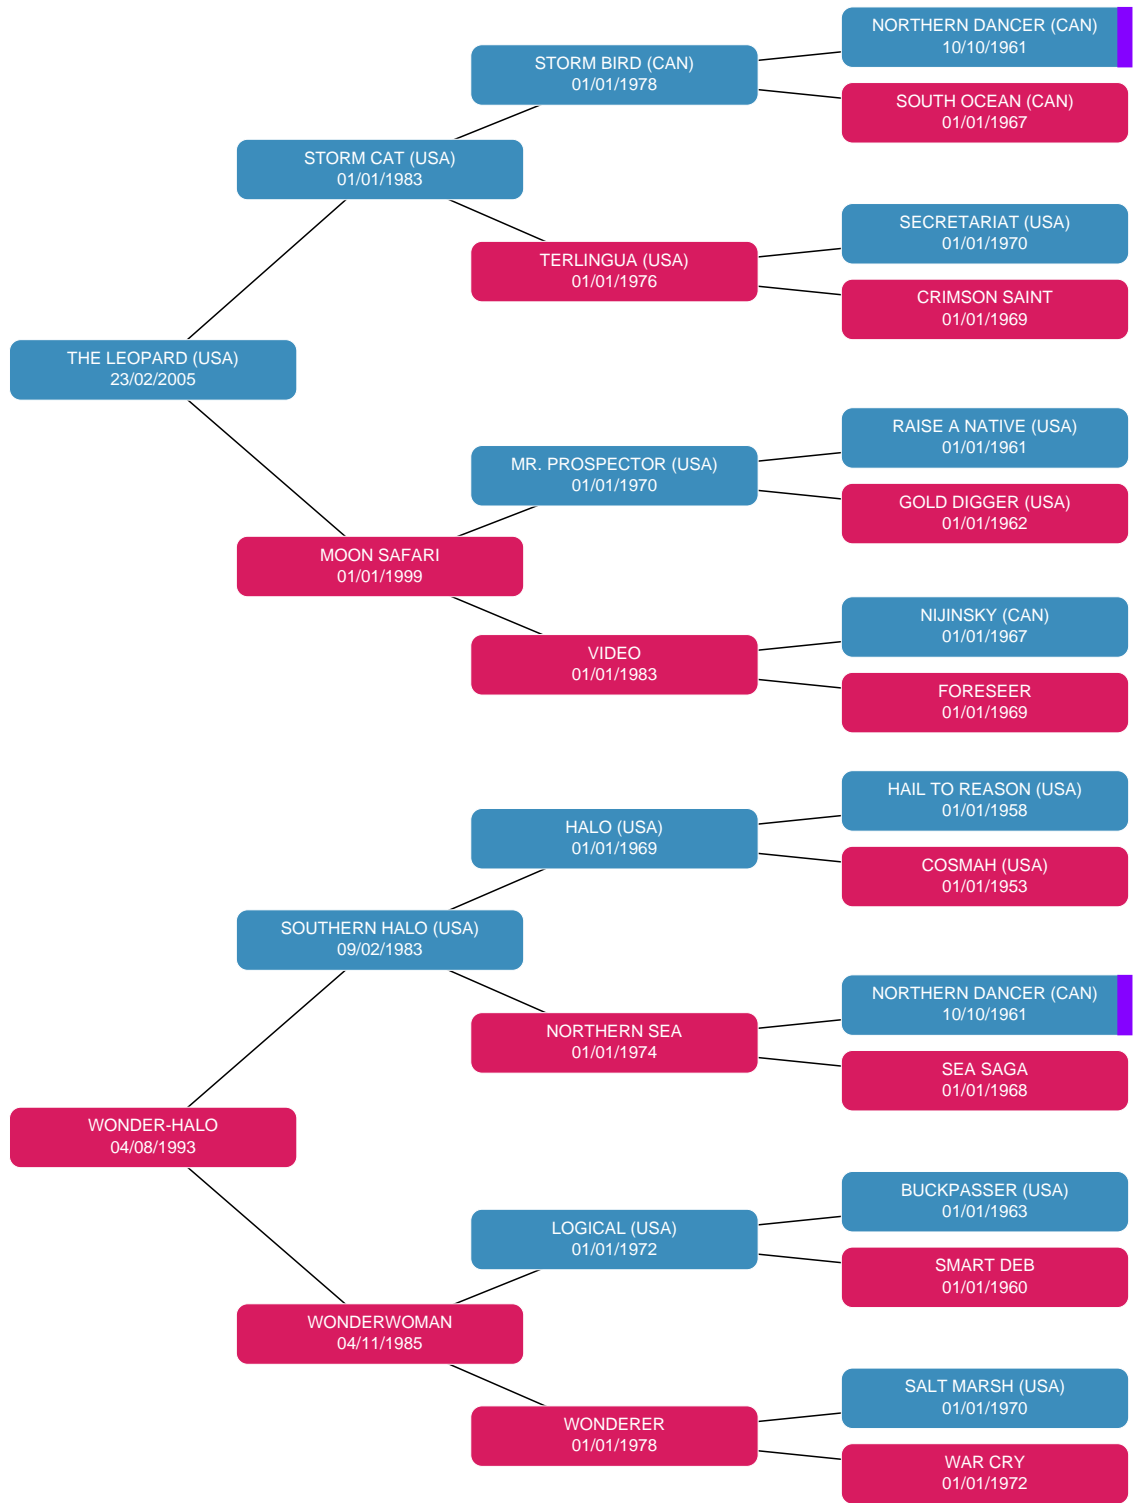 NORTHERN DANCER (CAN)
10/10/1961
STORM BIRD (CAN)
01/01/1978
SOUTH OCEAN (CAN)
01/01/1967
STORM CAT (USA)
01/01/1983
SECRETARIAT (USA)
01/01/1970
TERLINGUA (USA)
01/01/1976
CRIMSON SAINT
01/01/1969
THE LEOPARD (USA)
23/02/2005
RAISE A NATIVE (USA)
01/01/1961
MR. PROSPECTOR (USA)
01/01/1970
GOLD DIGGER (USA)
01/01/1962
MOON SAFARI
01/01/1999
NIJINSKY (CAN)
01/01/1967
VIDEO
01/01/1983
FORESEER
01/01/1969
HAIL TO REASON (USA)
01/01/1958
HALO (USA)
01/01/1969
COSMAH (USA)
01/01/1953
SOUTHERN HALO (USA)
09/02/1983
NORTHERN DANCER (CAN)
10/10/1961
NORTHERN SEA
01/01/1974
SEA SAGA
01/01/1968
WONDER-HALO
04/08/1993
BUCKPASSER (USA)
01/01/1963
LOGICAL (USA)
01/01/1972
SMART DEB
01/01/1960
WONDERWOMAN
04/11/1985
SALT MARSH (USA)
01/01/1970
WONDERER
01/01/1978
WAR CRY
01/01/1972